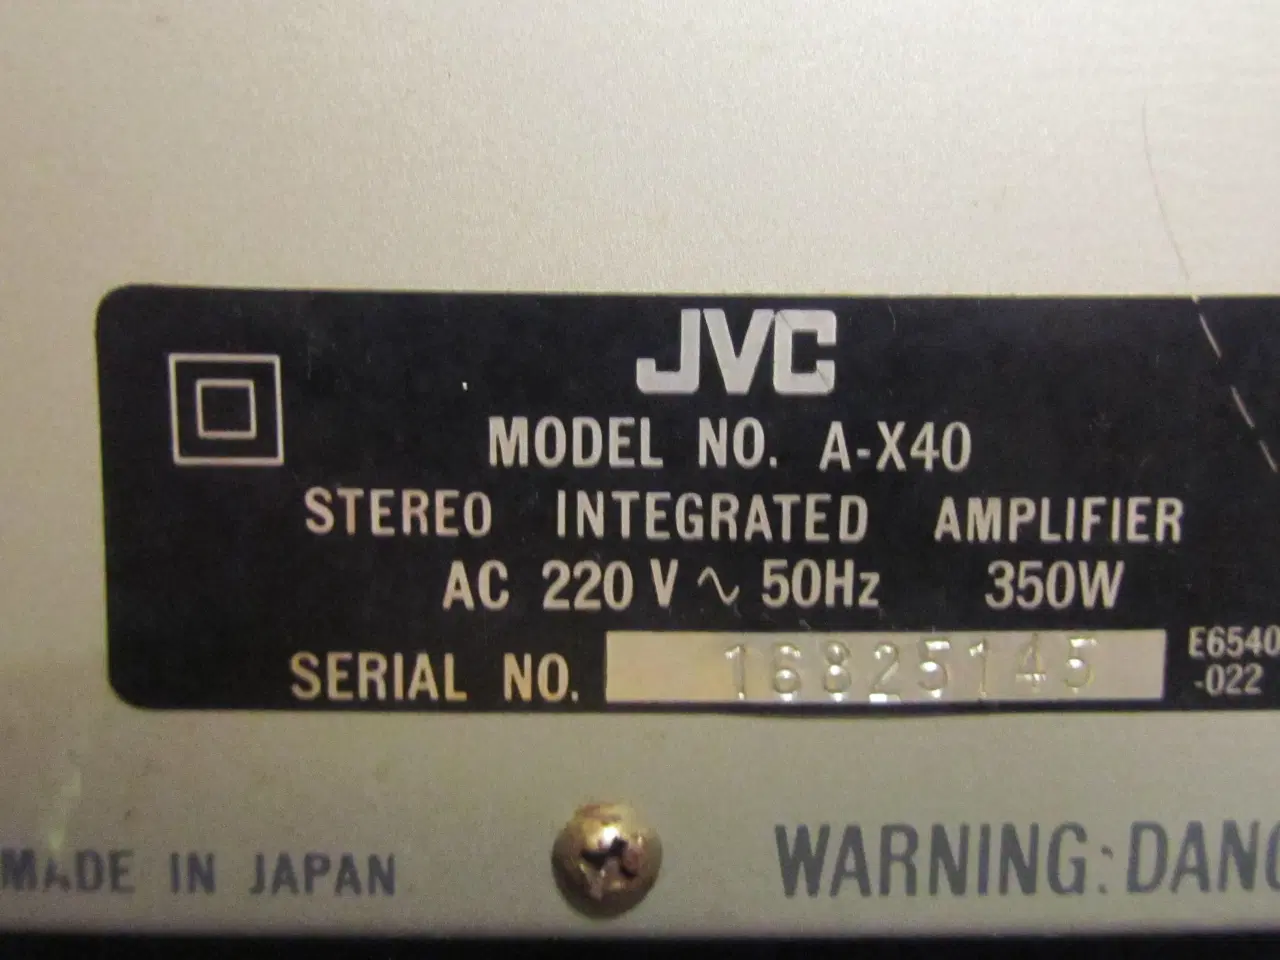 JVC
MODEL NO. A-X40
STEREO INTEGRATED AMPLIFIER
AC 220 V ∿ 50Hz 350W
SERIAL NO. 16825145
E6540
-022
MADE IN JAPAN
WARNING: DANG